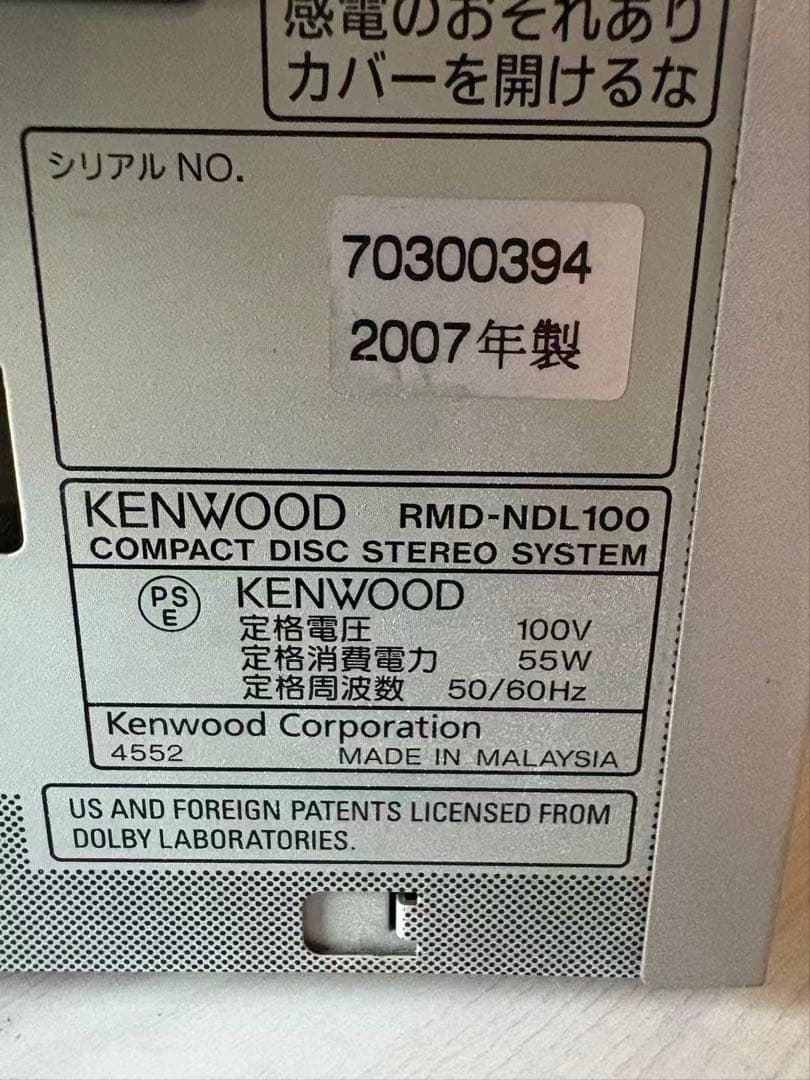 感電のおそれあり
カバーを開けるな
シリアル NO.
70300394
2007年製
KENWOOD RMD-NDL100
COMPACT DISC STEREO SYSTEM
PS
E
KENWOOD
定格電圧 100V
定格消費電力 55W
定格周波数 50/60Hz
Kenwood Corporation
4552 MADE IN MALAYSIA
US AND FOREIGN PATENTS LICENSED FROM
DOLBY LABORATORIES.